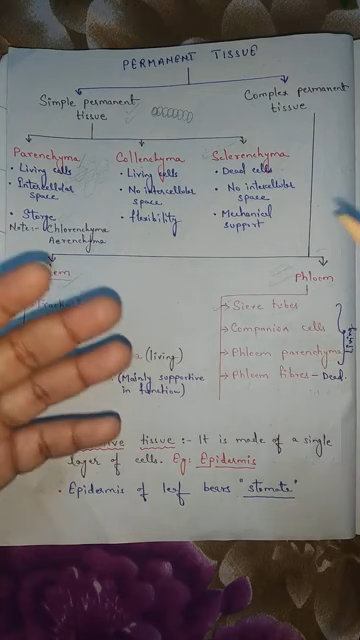 PERMANENT TISSUE
Simple permanent
tissue
Complex permanent
tissue
Parenchyma
• Living cells
• Intercellular
space
• Storge
Note:- Chlorenchyma
Aerenchyma
Collenchyma
• Living cells
• No intercellular
space
• flexibility
Sclerenchyma
• Dead cells
• No intercellular
space
• Mechanical
support
em
(living)
(Mainly supportive
in function)
Phloem
Sieve tubes
Companion cells
Phloem parenchyma
Phloem fibres - Dead.
tive tissue :- It is made of a single
layer of cells. Eg: Epidermis
• Epidermis of leaf bears "stomata"